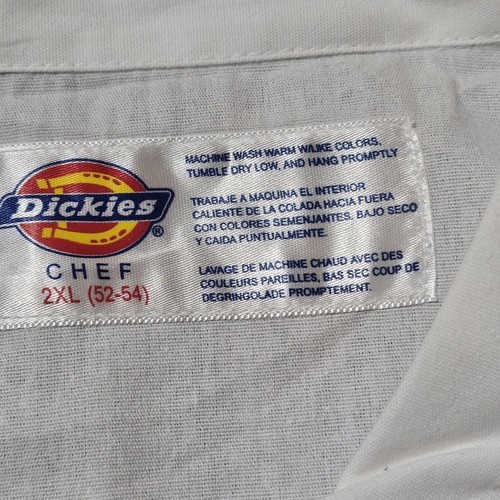 Dickies®
CHEF
2XL (52-54)
MACHINE WASH WARM W/LIKE COLORS,
TUMBLE DRY LOW, AND HANG PROMPTLY
TRABAJE A MAQUINA EL INTERIOR
CALIENTE DE LA COLADA HACIA FUERA
CON COLORES SEMENJANTES, BAJO SECO
Y CAIDA PUNTUALMENTE.
LAVAGE DE MACHINE CHAUD AVEC DES
COULEURS PAREILLES, BAS SEC COUP DE
DEGRINGOLADE PROMPTEMENT.